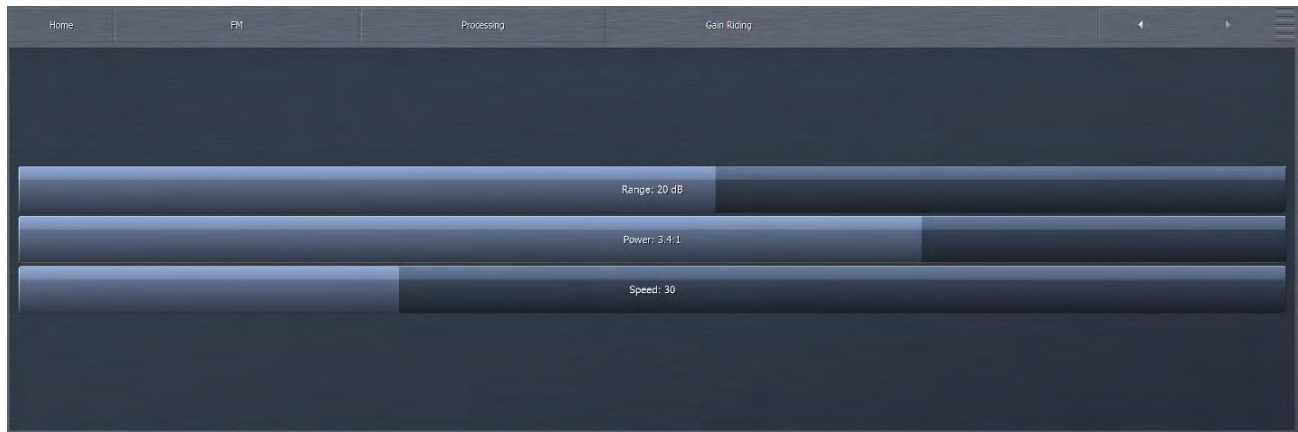 Home FM Processing Gain Riding
Range: 20 dB
Power: 3.4:1
Speed: 30